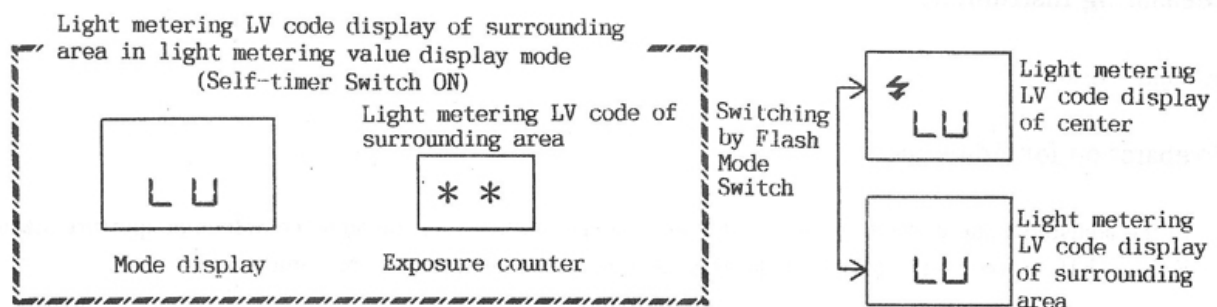 Light metering LV code display of surrounding
area in light metering value display mode
(Self-timer Switch ON)
Light metering LV code of
surrounding area
LU
* *
Mode display
Exposure counter
Switching
by Flash
Mode
Switch
LU
Light metering
LV code display
of center
LU
Light metering
LV code display
of surrounding
area